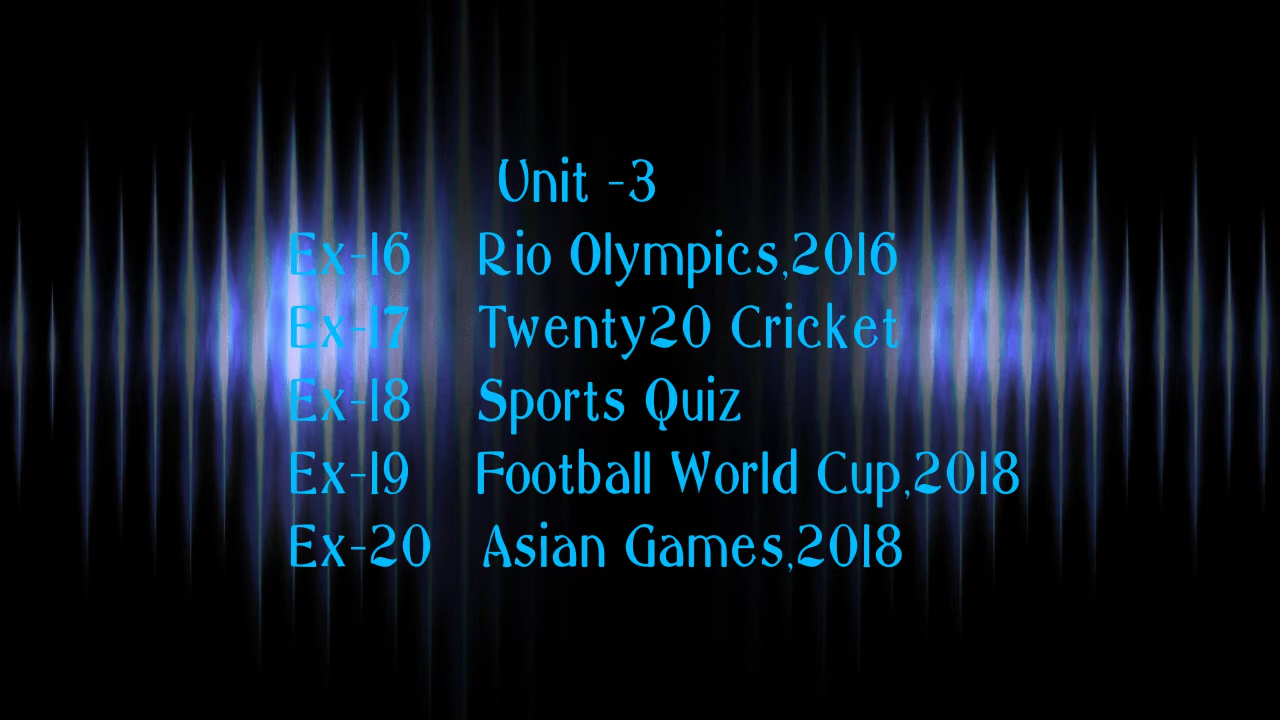 Unit -3
Ex-16 Rio Olympics,2016
Ex-17 Twenty20 Cricket
Ex-18 Sports Quiz
Ex-19 Football World Cup,2018
Ex-20 Asian Games,2018